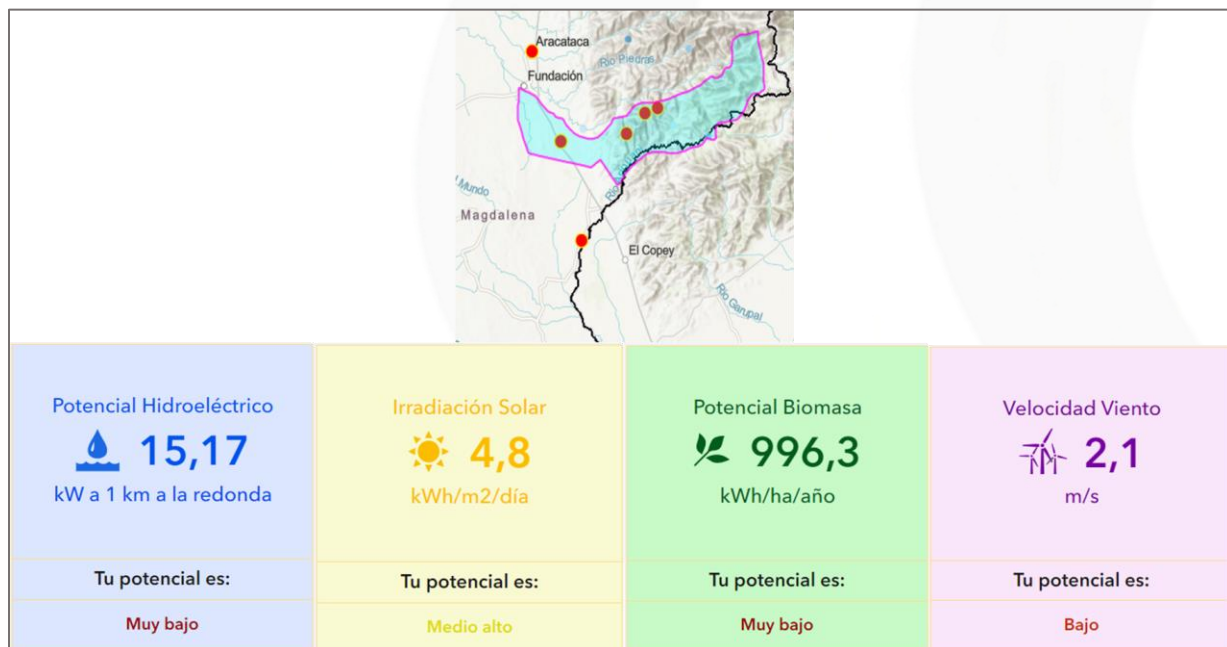 Aracataca
Río Piedras
Fundación
Mundo
Magdalena
El Copey
Río Garupal
Potencial Hidroeléctrico
15,17
kW a 1 km a la redonda
Tu potencial es:
Muy bajo
Irradiación Solar
4,8
kWh/m2/día
Tu potencial es:
Medio alto
Potencial Biomasa
996,3
kWh/ha/año
Tu potencial es:
Muy bajo
Velocidad Viento
2,1
m/s
Tu potencial es:
Bajo